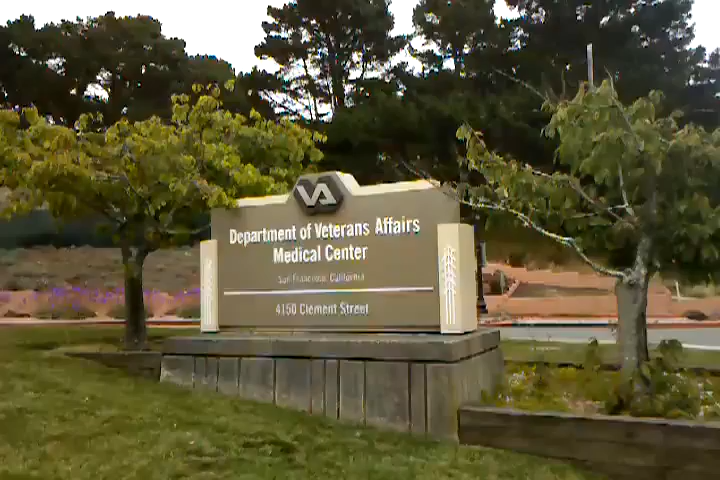 VA
Department of Veterans Affairs
Medical Center
San Francisco, California
4150 Clement Street